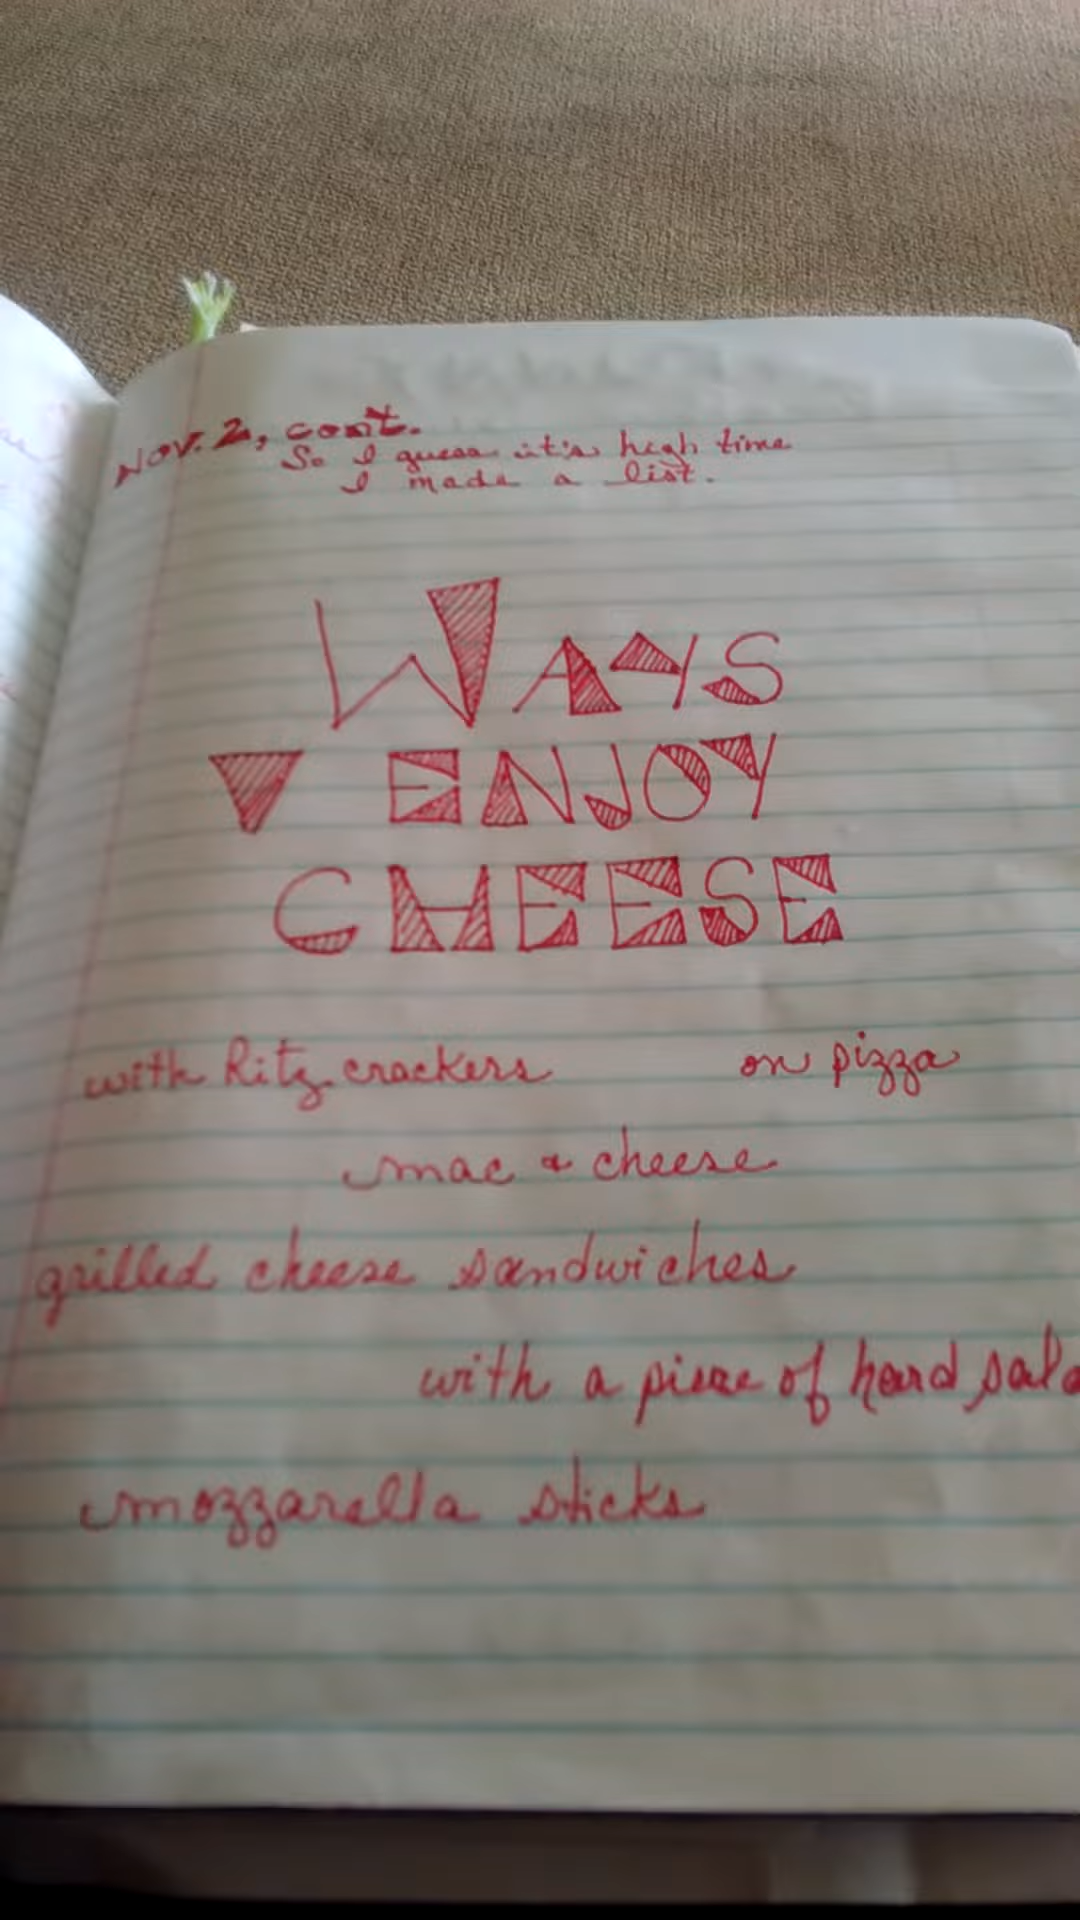 Nov. 2, cont.
So I guess it's high time
I made a list.
WAYS
I ENJOY
CHEESE
with Ritz crackers on pizza
mac & cheese
grilled cheese sandwiches
with a piece of hard sala
mozzarella sticks